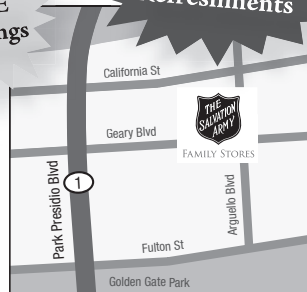 E
ngs
Refreshments
California St
THE
SALVATION
ARMY
FAMILY STORES
Geary Blvd
Park Presidio Blvd
1
Arguello Blvd
Fulton St
Golden Gate Park